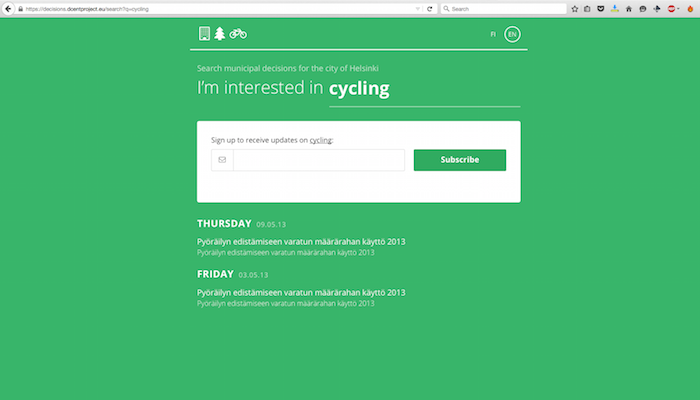 https://decisions.dcentproject.eu/search?q=cycling
Search
FI
EN
Search municipal decisions for the city of Helsinki
I'm interested in cycling
Sign up to receive updates on cycling:
Subscribe
THURSDAY 09.05.13
Pyöräilyn edistämiseen varatun määrärahan käyttö 2013
Pyöräilyn edistämiseen varatun määrärahan käyttö 2013
FRIDAY 03.05.13
Pyöräilyn edistämiseen varatun määrärahan käyttö 2013
Pyöräilyn edistämiseen varatun määrärahan käyttö 2013